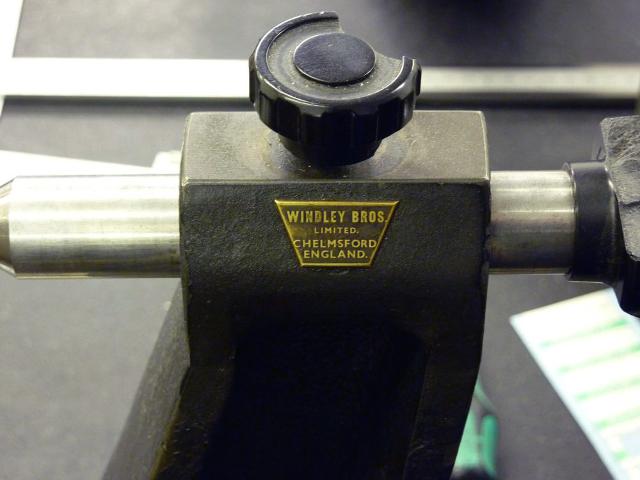 WINDLEY BROS.
LIMITED.
CHELMSFORD
ENGLAND.